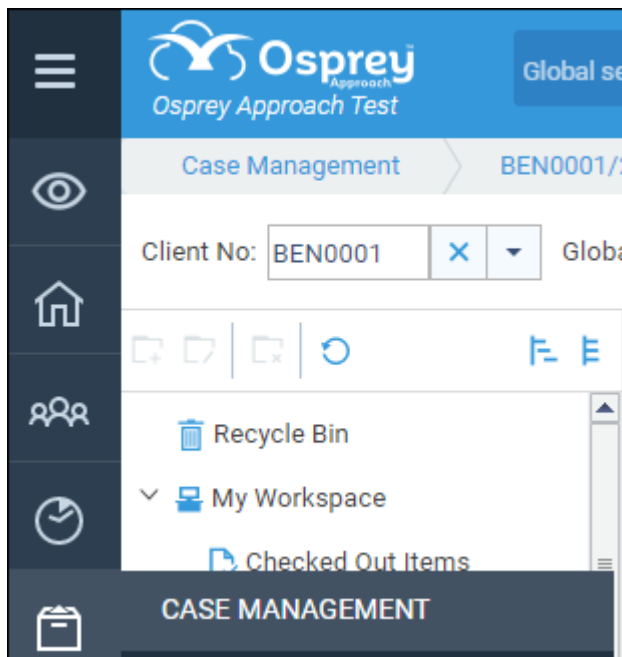 Osprey
Approach
Osprey Approach Test
Global se
Case Management
BEN0001/
Client No:
BEN0001
Globa
Recycle Bin
My Workspace
Checked Out Items
CASE MANAGEMENT